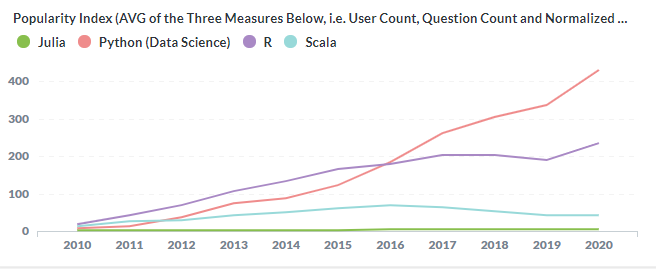 Popularity Index (AVG of the Three Measures Below, i.e. User Count, Question Count and Normalized ...
Julia Python (Data Science) R Scala
400
300
200
100
0
2010 2011 2012 2013 2014 2015 2016 2017 2018 2019 2020